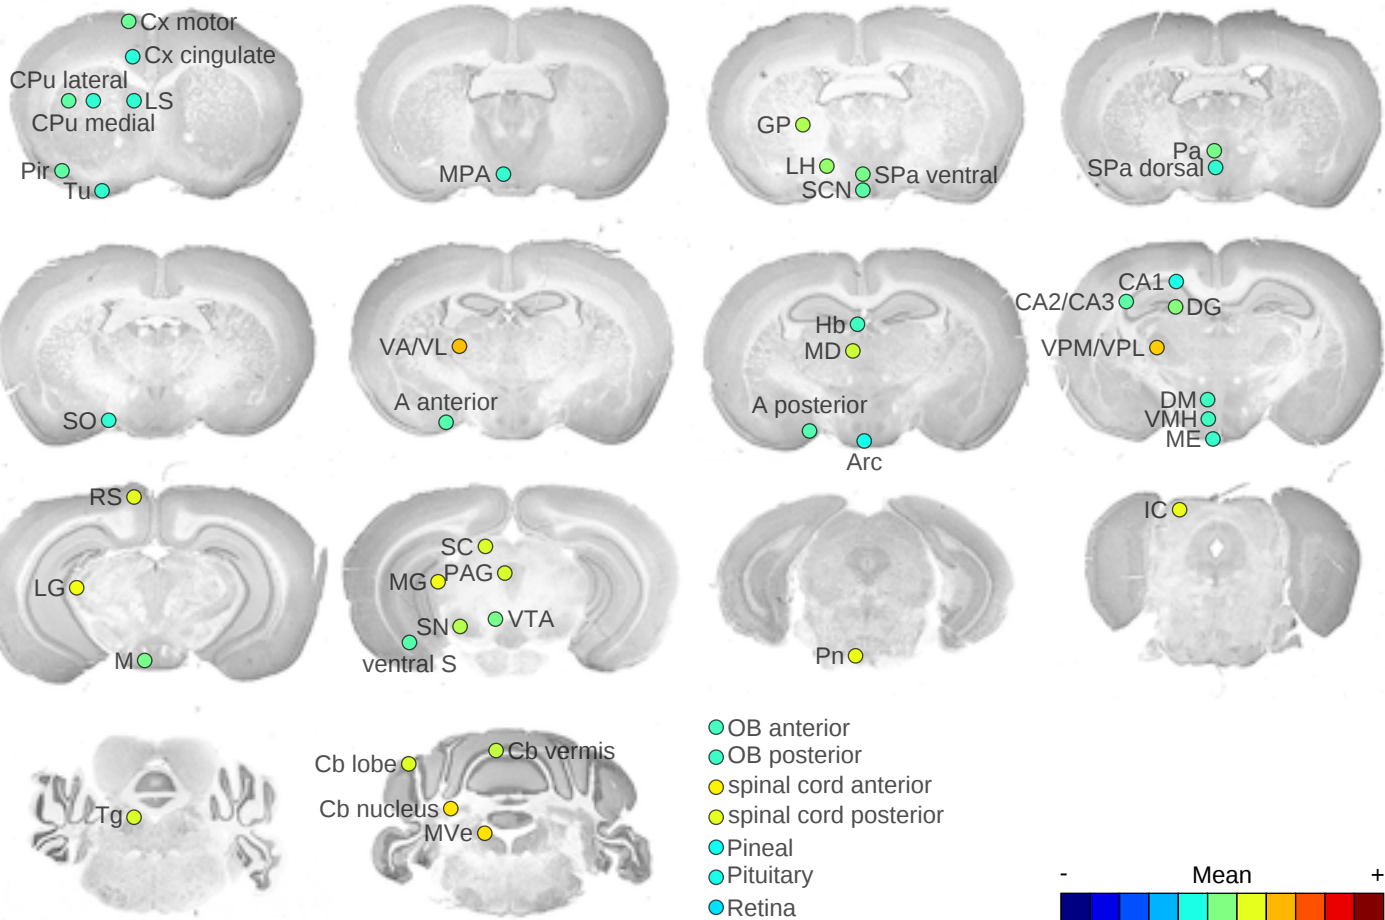 Cx motor
Cx cingulate
CPu lateral
LS
CPu medial
Pir
Tu
MPA
GP
LH
SPa ventral
SCN
Pa
SPa dorsal
SO
VA/VL
A anterior
Hb
MD
A posterior
Arc
CA1
CA2/CA3
DG
VPM/VPL
DM
VMH
ME
RS
LG
M
SC
MG
PAG
SN
VTA
ventral S
Pn
IC
Tg
Cb lobe
Cb vermis
Cb nucleus
MVe
OB anterior
OB posterior
spinal cord anterior
spinal cord posterior
Pineal
Pituitary
Retina
- Mean +